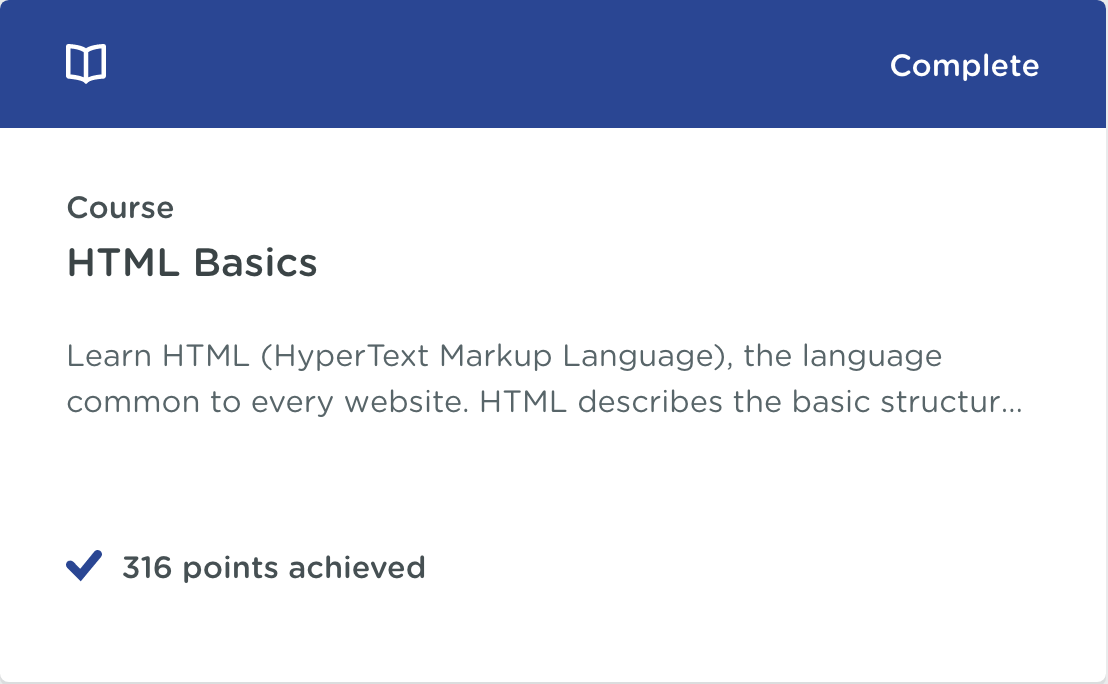 Complete
Course
HTML Basics
Learn HTML (HyperText Markup Language), the language
common to every website. HTML describes the basic structur...
316 points achieved